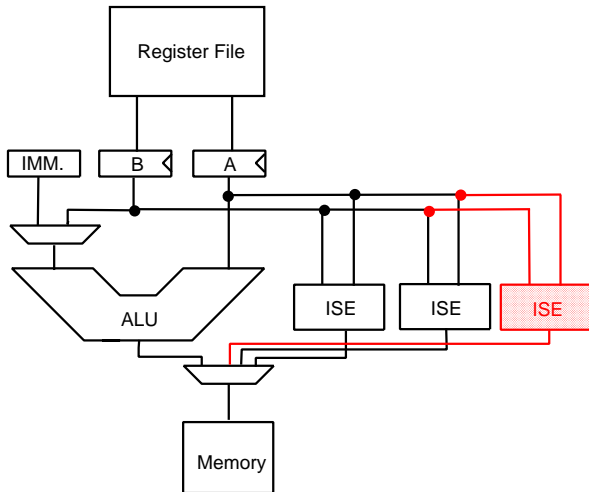 Register File
IMM.
B
A
ALU
ISE
ISE
ISE
Memory